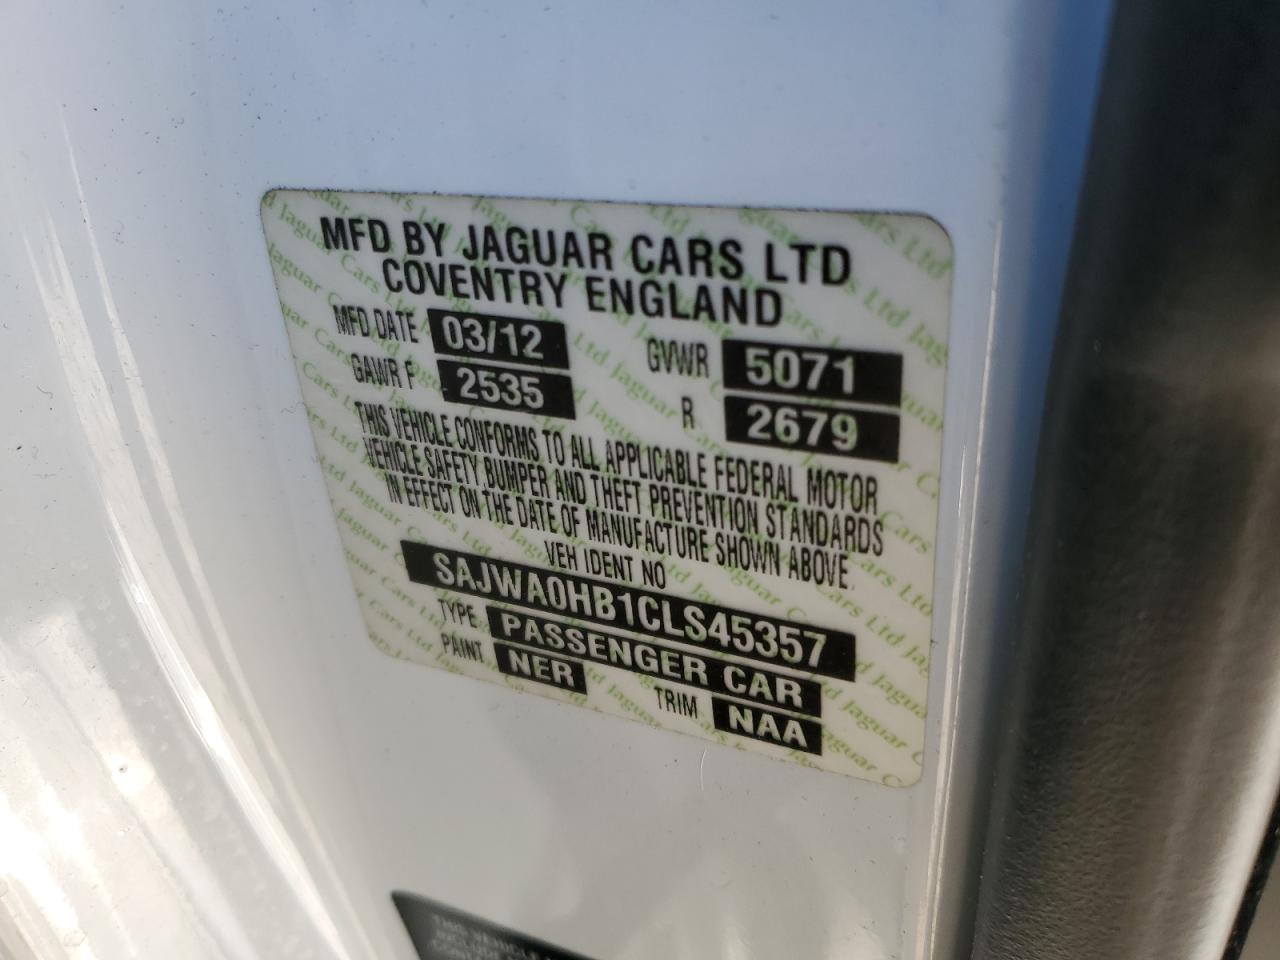 MFD BY JAGUAR CARS LTD
COVENTRY ENGLAND
MFD DATE 03/12 GVWR 5071
GAWR F 2535 R 2679
THIS VEHICLE CONFORMS TO ALL APPLICABLE FEDERAL MOTOR
VEHICLE SAFETY, BUMPER AND THEFT PREVENTION STANDARDS
IN EFFECT ON THE DATE OF MANUFACTURE SHOWN ABOVE.
VEH IDENT NO
SAJWA0HB1CLS45357
TYPE PASSENGER CAR
PAINT NER TRIM NAA
THIS VEHICLE